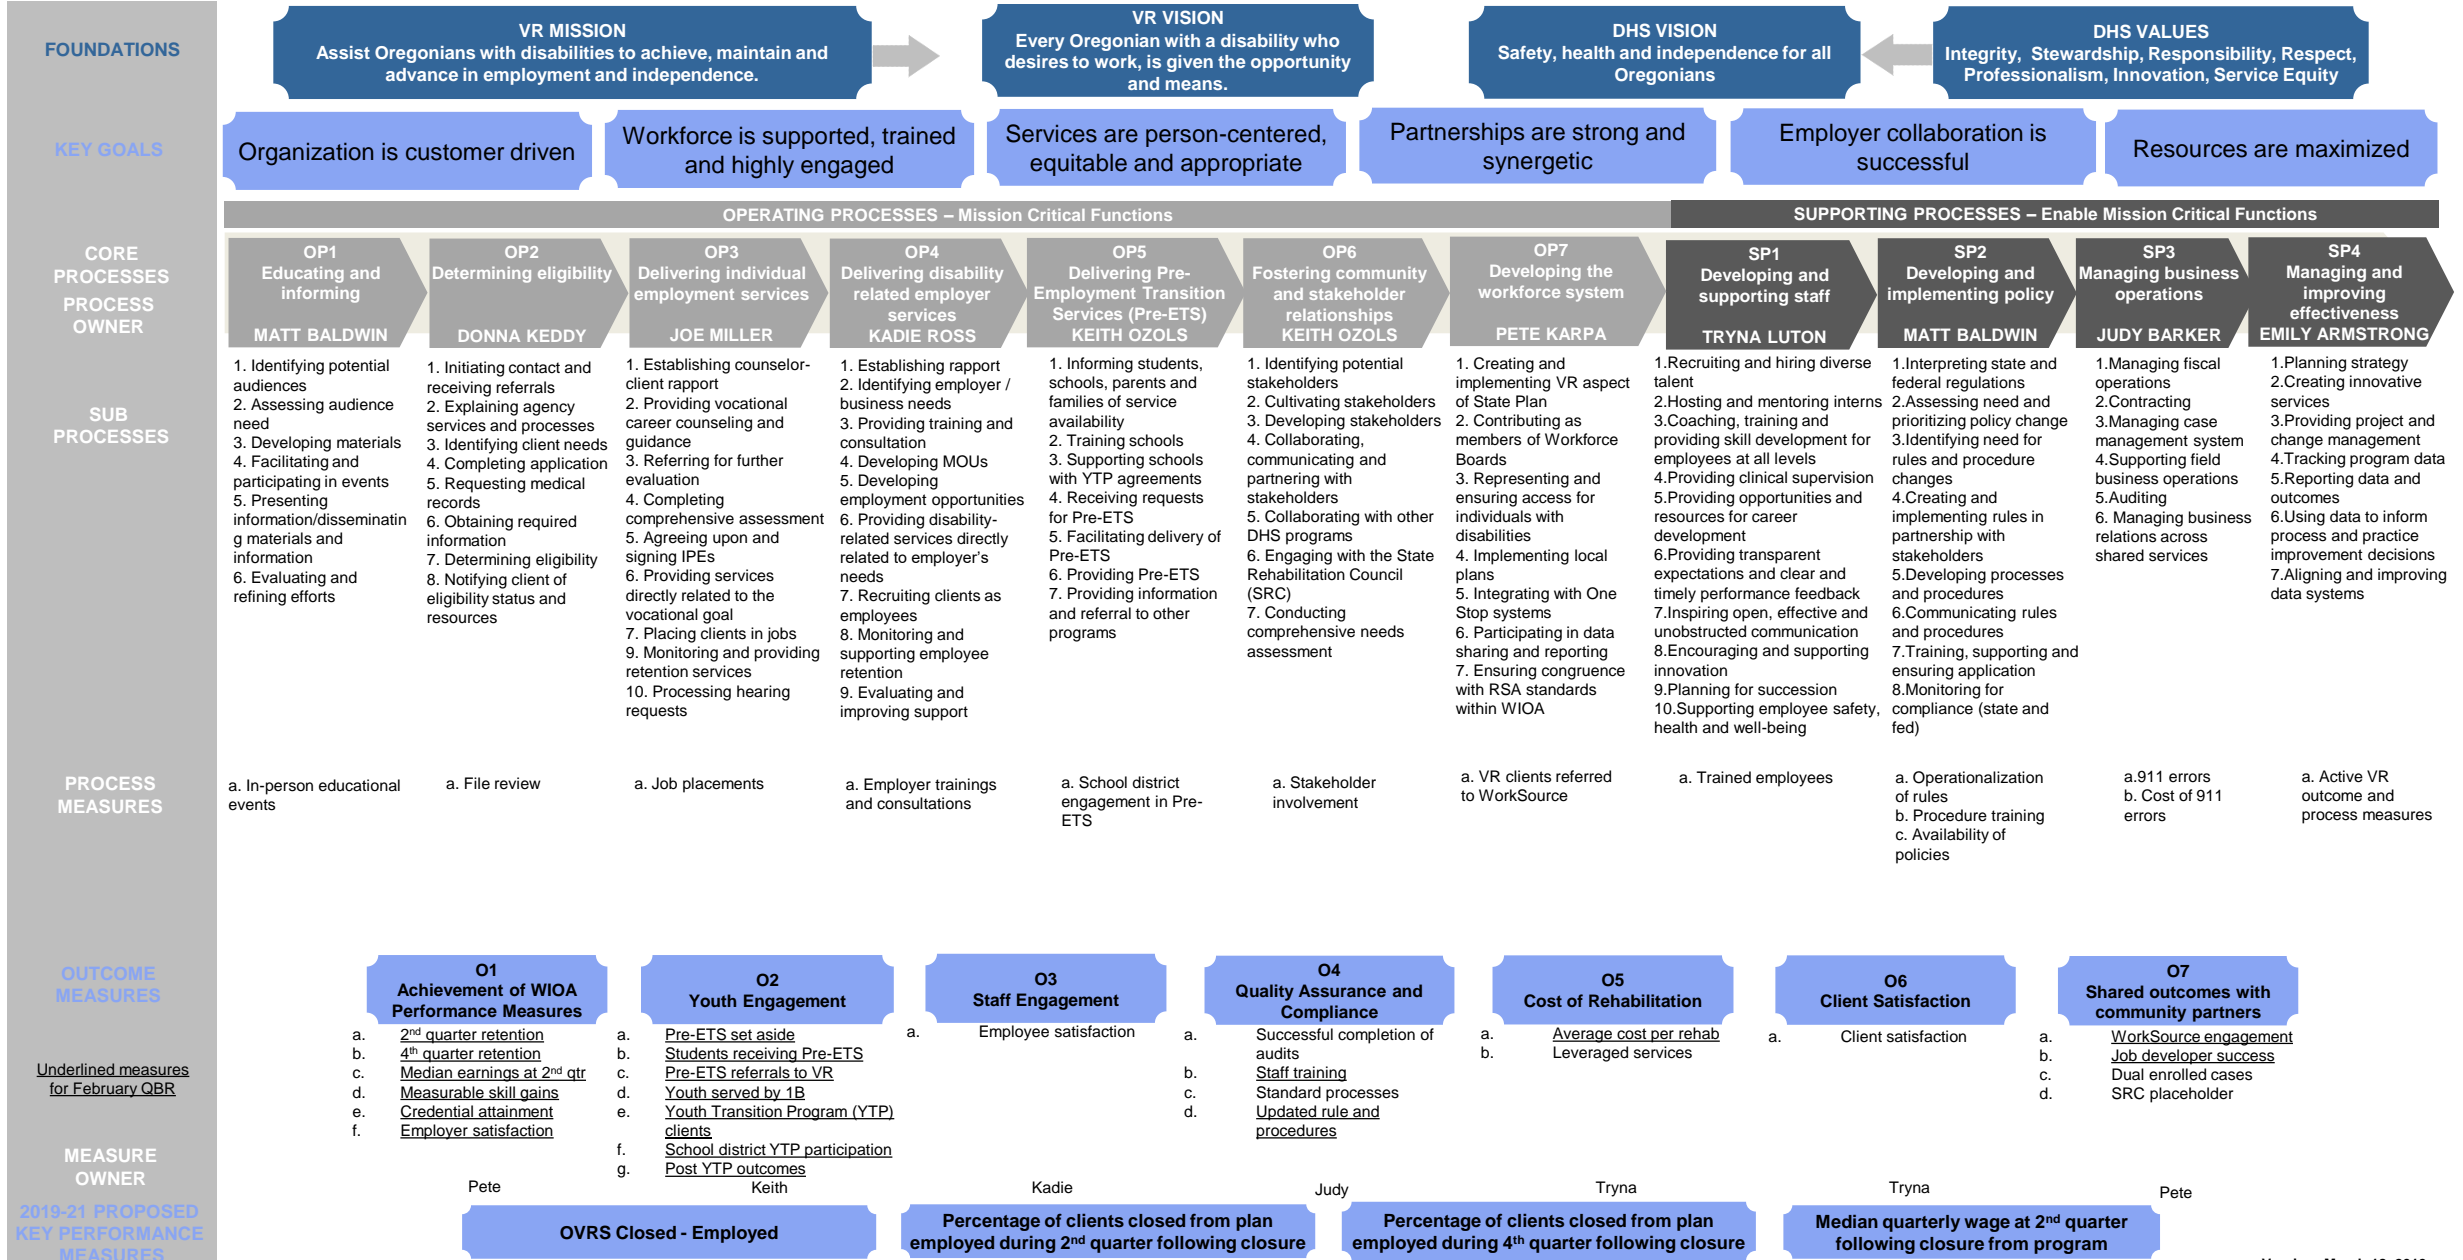 FOUNDATIONS
VR MISSION
Assist Oregonians with disabilities to achieve, maintain and
advance in employment and independence.
VR VISION
Every Oregonian with a disability who
desires to work, is given the opportunity
and means.
DHS VISION
Safety, health and independence for all
Oregonians
DHS VALUES
Integrity, Stewardship, Responsibility, Respect,
Professionalism, Innovation, Service Equity
KEY GOALS
Organization is customer driven
Workforce is supported, trained
and highly engaged
Services are person-centered,
equitable and appropriate
Partnerships are strong and
synergetic
Employer collaboration is
successful
Resources are maximized
OPERATING PROCESSES – Mission Critical Functions
SUPPORTING PROCESSES – Enable Mission Critical Functions
CORE
PROCESSES
PROCESS
OWNER
OP1
Educating and
informing
MATT BALDWIN
OP2
Determining eligibility
DONNA KEDDY
OP3
Delivering individual
employment services
JOE MILLER
OP4
Delivering disability
related employer
services
KADIE ROSS
OP5
Delivering Pre-
Employment Transition
Services (Pre-ETS)
KEITH OZOLS
OP6
Fostering community
and stakeholder
relationships
KEITH OZOLS
OP7
Developing the
workforce system
PETE KARPA
SP1
Developing and
supporting staff
TRYNA LUTON
SP2
Developing and
implementing policy
MATT BALDWIN
SP3
Managing business
operations
JUDY BARKER
SP4
Managing and
improving
effectiveness
EMILY ARMSTRONG
SUB
PROCESSES
1. Identifying potential
audiences
2. Assessing audience
need
3. Developing materials
4. Facilitating and
participating in events
5. Presenting
information/disseminatin
g materials and
information
6. Evaluating and
refining efforts
1. Initiating contact and
receiving referrals
2. Explaining agency
services and processes
3. Identifying client needs
4. Completing application
5. Requesting medical
records
6. Obtaining required
information
7. Determining eligibility
8. Notifying client of
eligibility status and
resources
1. Establishing counselor-
client rapport
2. Providing vocational
career counseling and
guidance
3. Referring for further
evaluation
4. Completing
comprehensive assessment
5. Agreeing upon and
signing IPEs
6. Providing services
directly related to the
vocational goal
7. Placing clients in jobs
9. Monitoring and providing
retention services
10. Processing hearing
requests
1. Establishing rapport
2. Identifying employer /
business needs
3. Providing training and
consultation
4. Developing MOUs
5. Developing
employment opportunities
6. Providing disability-
related services directly
related to employer's
needs
7. Recruiting clients as
employees
8. Monitoring and
supporting employee
retention
9. Evaluating and
improving support
1. Informing students,
schools, parents and
families of service
availability
2. Training schools
3. Supporting schools
with YTP agreements
4. Receiving requests
for Pre-ETS
5. Facilitating delivery of
Pre-ETS
6. Providing Pre-ETS
7. Providing information
and referral to other
programs
1. Identifying potential
stakeholders
2. Cultivating stakeholders
3. Developing stakeholders
4. Collaborating,
communicating and
partnering with
stakeholders
5. Collaborating with other
DHS programs
6. Engaging with the State
Rehabilitation Council
(SRC)
7. Conducting
comprehensive needs
assessment
1. Creating and
implementing VR aspect
of State Plan
2. Contributing as
members of Workforce
Boards
3. Representing and
ensuring access for
individuals with
disabilities
4. Implementing local
plans
5. Integrating with One
Stop systems
6. Participating in data
sharing and reporting
7. Ensuring congruence
with RSA standards
within WIOA
1.Recruiting and hiring diverse
talent
2.Hosting and mentoring interns
3.Coaching, training and
providing skill development for
employees at all levels
4.Providing clinical supervision
5.Providing opportunities and
resources for career
development
6.Providing transparent
expectations and clear and
timely performance feedback
7.Inspiring open, effective and
unobstructed communication
8.Encouraging and supporting
innovation
9.Planning for succession
10.Supporting employee safety,
health and well-being
1.Interpreting state and
federal regulations
2.Assessing need and
prioritizing policy change
3.Identifying need for
rules and procedure
changes
4.Creating and
implementing rules in
partnership with
stakeholders
5.Developing processes
and procedures
6.Communicating rules
and procedures
7.Training, supporting and
ensuring application
8.Monitoring for
compliance (state and
fed)
1.Managing fiscal
operations
2.Contracting
3.Managing case
management system
4.Supporting field
business operations
5.Auditing
6. Managing business
relations across
shared services
1.Planning strategy
2.Creating innovative
services
3.Providing project and
change management
4.Tracking program data
5.Reporting data and
outcomes
6.Using data to inform
process and practice
improvement decisions
7.Aligning and improving
data systems
PROCESS
MEASURES
a. In-person educational
events
a. File review
a. Job placements
a. Employer trainings
and consultations
a. School district
engagement in Pre-
ETS
a. Stakeholder
involvement
a. VR clients referred
to WorkSource
a. Trained employees
a. Operationalization
of rules
b. Procedure training
c. Availability of
policies
a.911 errors
b. Cost of 911
errors
a. Active VR
outcome and
process measures
OUTCOME
MEASURES
Underlined measures
for February QBR
O1
Achievement of WIOA
Performance Measures
a. 2nd quarter retention
b. 4th quarter retention
c. Median earnings at 2nd qtr
d. Measurable skill gains
e. Credential attainment
f. Employer satisfaction
O2
Youth Engagement
a. Pre-ETS set aside
b. Students receiving Pre-ETS
c. Pre-ETS referrals to VR
d. Youth served by 1B
e. Youth Transition Program (YTP)
clients
f. School district YTP participation
g. Post YTP outcomes
O3
Staff Engagement
a. Employee satisfaction
O4
Quality Assurance and
Compliance
a. Successful completion of
audits
b. Staff training
c. Standard processes
d. Updated rule and
procedures
O5
Cost of Rehabilitation
a. Average cost per rehab
b. Leveraged services
O6
Client Satisfaction
a. Client satisfaction
O7
Shared outcomes with
community partners
a. WorkSource engagement
b. Job developer success
c. Dual enrolled cases
d. SRC placeholder
MEASURE
OWNER
Pete
Keith
Kadie
Judy
Tryna
Tryna
Pete
2019-21 PROPOSED
KEY PERFORMANCE
MEASURES
OVRS Closed - Employed
Percentage of clients closed from plan
employed during 2nd quarter following closure
Percentage of clients closed from plan
employed during 4th quarter following closure
Median quarterly wage at 2nd quarter
following closure from program